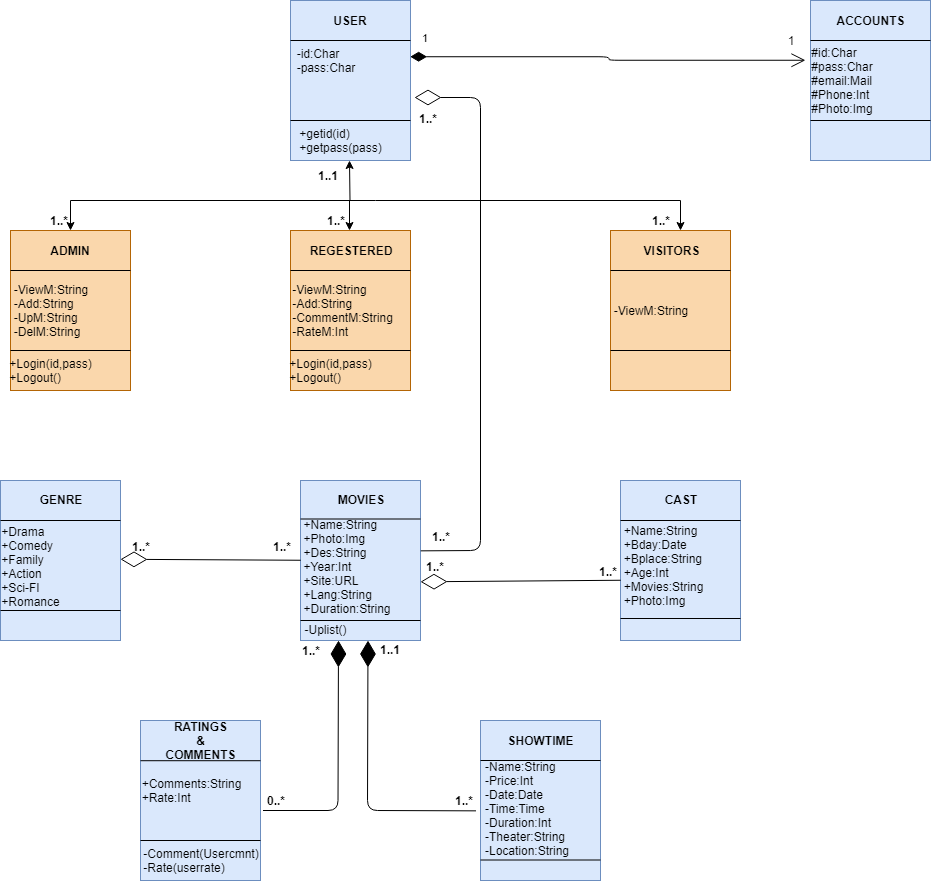 USER
-id:Char
-pass:Char
+getid(id)
+getpass(pass)
1
1
ACCOUNTS
#id:Char
#pass:Char
#email:Mail
#Phone:Int
#Photo:Img
1..*
1..1
1..*
1..*
1..*
ADMIN
-ViewM:String
-Add:String
-UpM:String
-DelM:String
+Login(id,pass)
+Logout()
REGESTERED
-ViewM:String
-Add:String
-CommentM:String
-RateM:Int
+Login(id,pass)
+Logout()
VISITORS
-ViewM:String
GENRE
+Drama
+Comedy
+Family
+Action
+Sci-FI
+Romance
1..*
1..*
MOVIES
+Name:String
+Photo:Img
+Des:String
+Year:Int
+Site:URL
+Lang:String
+Duration:String
-Uplist()
1..*
1..*
1..*
CAST
+Name:String
+Bday:Date
+Bplace:String
+Age:Int
+Movies:String
+Photo:Img
1..*
1..1
RATINGS
&
COMMENTS
+Comments:String
+Rate:Int
-Comment(Usercmnt)
-Rate(userrate)
0..*
1..*
SHOWTIME
-Name:String
-Price:Int
-Date:Date
-Time:Time
-Duration:Int
-Theater:String
-Location:String